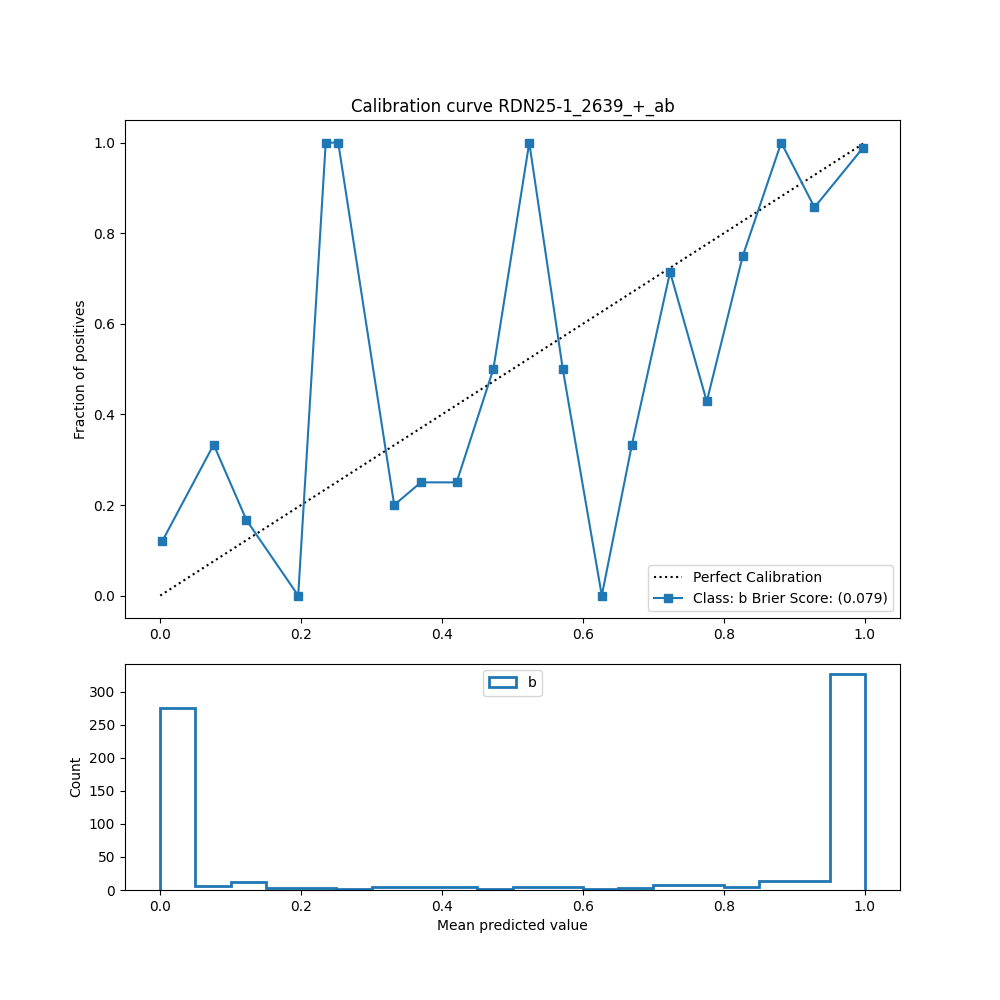 Calibration curve RDN25-1_2639_+_ab
Fraction of positives
1.0
0.8
0.6
0.4
0.2
0.0
0.0 0.2 0.4 0.6 0.8 1.0
Perfect Calibration
Class: b Brier Score: (0.079)
b
Count
300
250
200
150
100
50
0
0.0 0.2 0.4 0.6 0.8 1.0
Mean predicted value